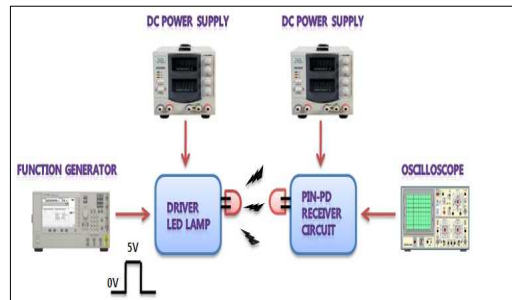 DC POWER SUPPLY
DC POWER SUPPLY
FUNCTION GENERATOR
OSCILLOSCOPE
DRIVER
LED LAMP
PIN-PD
RECEIVER
CIRCUIT
5V
0V